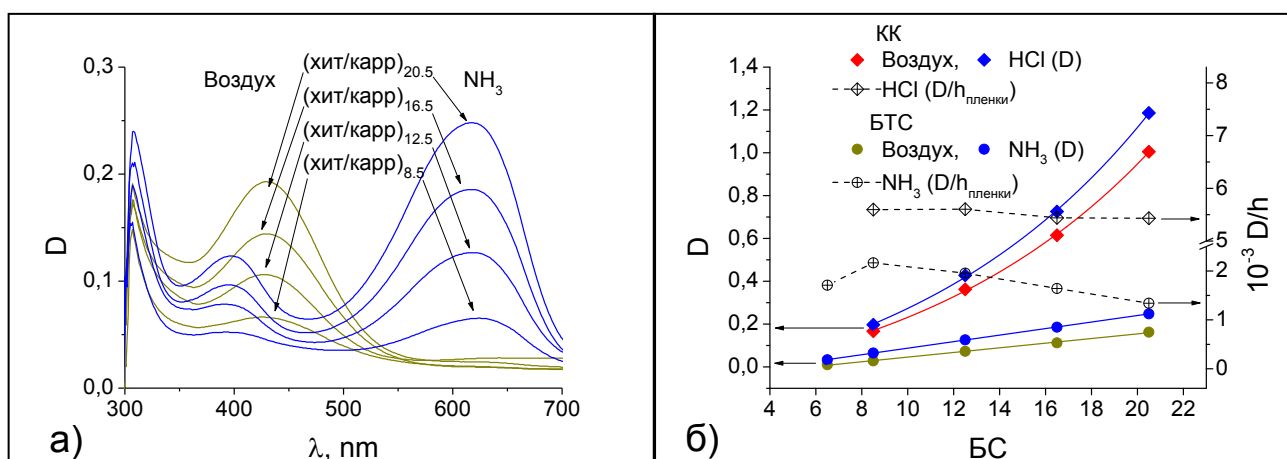 0,3
0,2
0,1
0,0
D
300
400
500
600
700
λ, nm
Воздух
NH₃
(хит/карр)₂₀.₅
(хит/карр)₁₆.₅
(хит/карр)₁₂.₅
(хит/карр)₈.₅
а)
КК
Воздух, HCl (D)
HCl (D/hпленки)
БТС
Воздух, NH₃ (D)
NH₃ (D/hпленки)
1,4
1,2
1,0
0,8
0,6
0,4
0,2
0,0
D
4 6 8 10 12 14 16 18 20 22
БС
8
7
6
5
2
1
0
10⁻³ D/h
б)